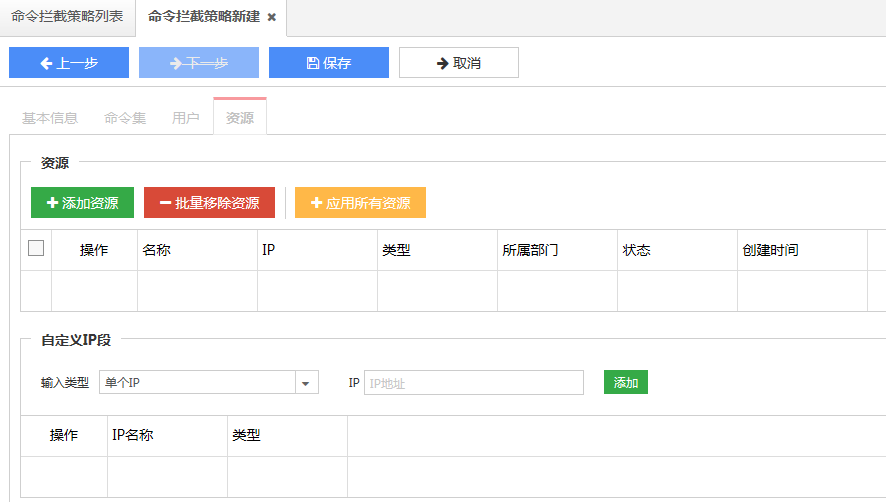 命令拦截策略列表 命令拦截策略新建
上一步 下一步 保存 取消
基本信息 命令集 用户 资源
资源
添加资源 批量移除资源 应用所有资源
操作 名称 IP 类型 所属部门 状态 创建时间
自定义IP段
输入类型 单个IP IP IP地址 添加
操作 IP名称 类型